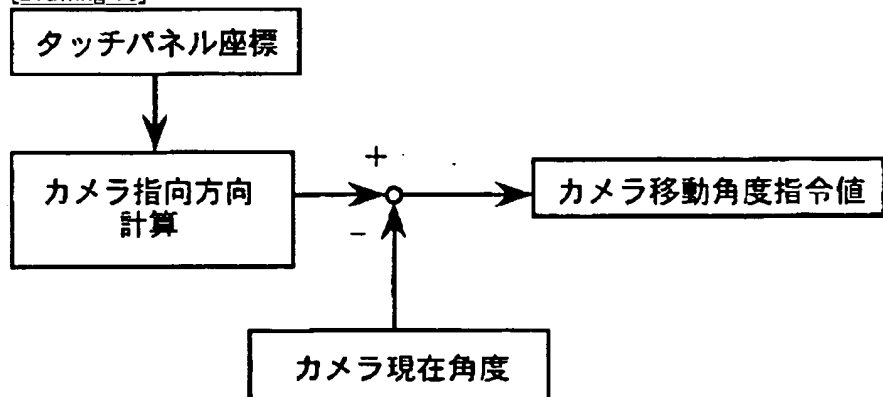 タッチパネル座標
カメラ指向方向
計算
+
−
カメラ移動角度指令値
カメラ現在角度